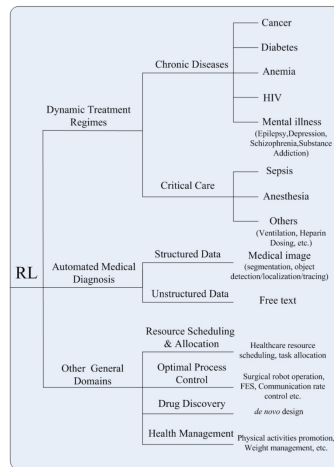 Cancer
Diabetes
Chronic Diseases
Anemia
HIV
Dynamic Treatment
Regimes
Mental illness
(Epilepsy,Depression,
Schizophrenia,Substance
Addiction)
Sepsis
Critical Care
Anesthesia
Others
(Ventilation, Heparin
Dosing, etc.)
RL
Automated Medical
Diagnosis
Structured Data
Medical image
(segmentation, object
detection/localization/tracing)
Unstructured Data
Free text
Other General
Domains
Resource Scheduling
& Allocation
Healthcare resource
scheduling, task allocation
Optimal Process
Control
Surgical robot operation,
FES, Communication rate
control etc.
Drug Discovery
de novo design
Health Management
Physical activities promotion,
Weight management, etc.